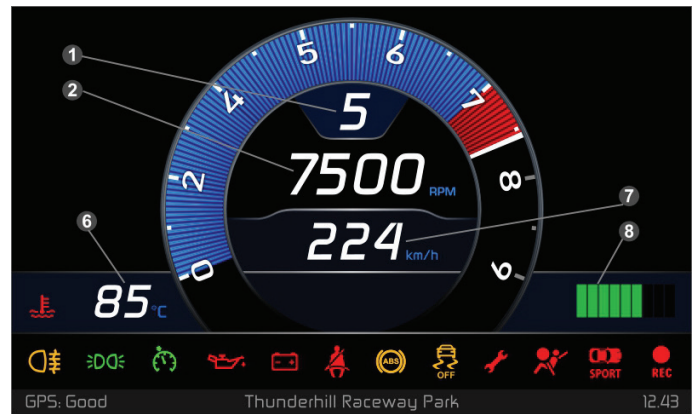 1
2
5
6
4
7
5
7500 RPM
2
8
7
224 km/h
6
8
0
9
85 °C
ABS
OFF
SPORT
REC
GPS: Good
Thunderhill Raceway Park
12.43